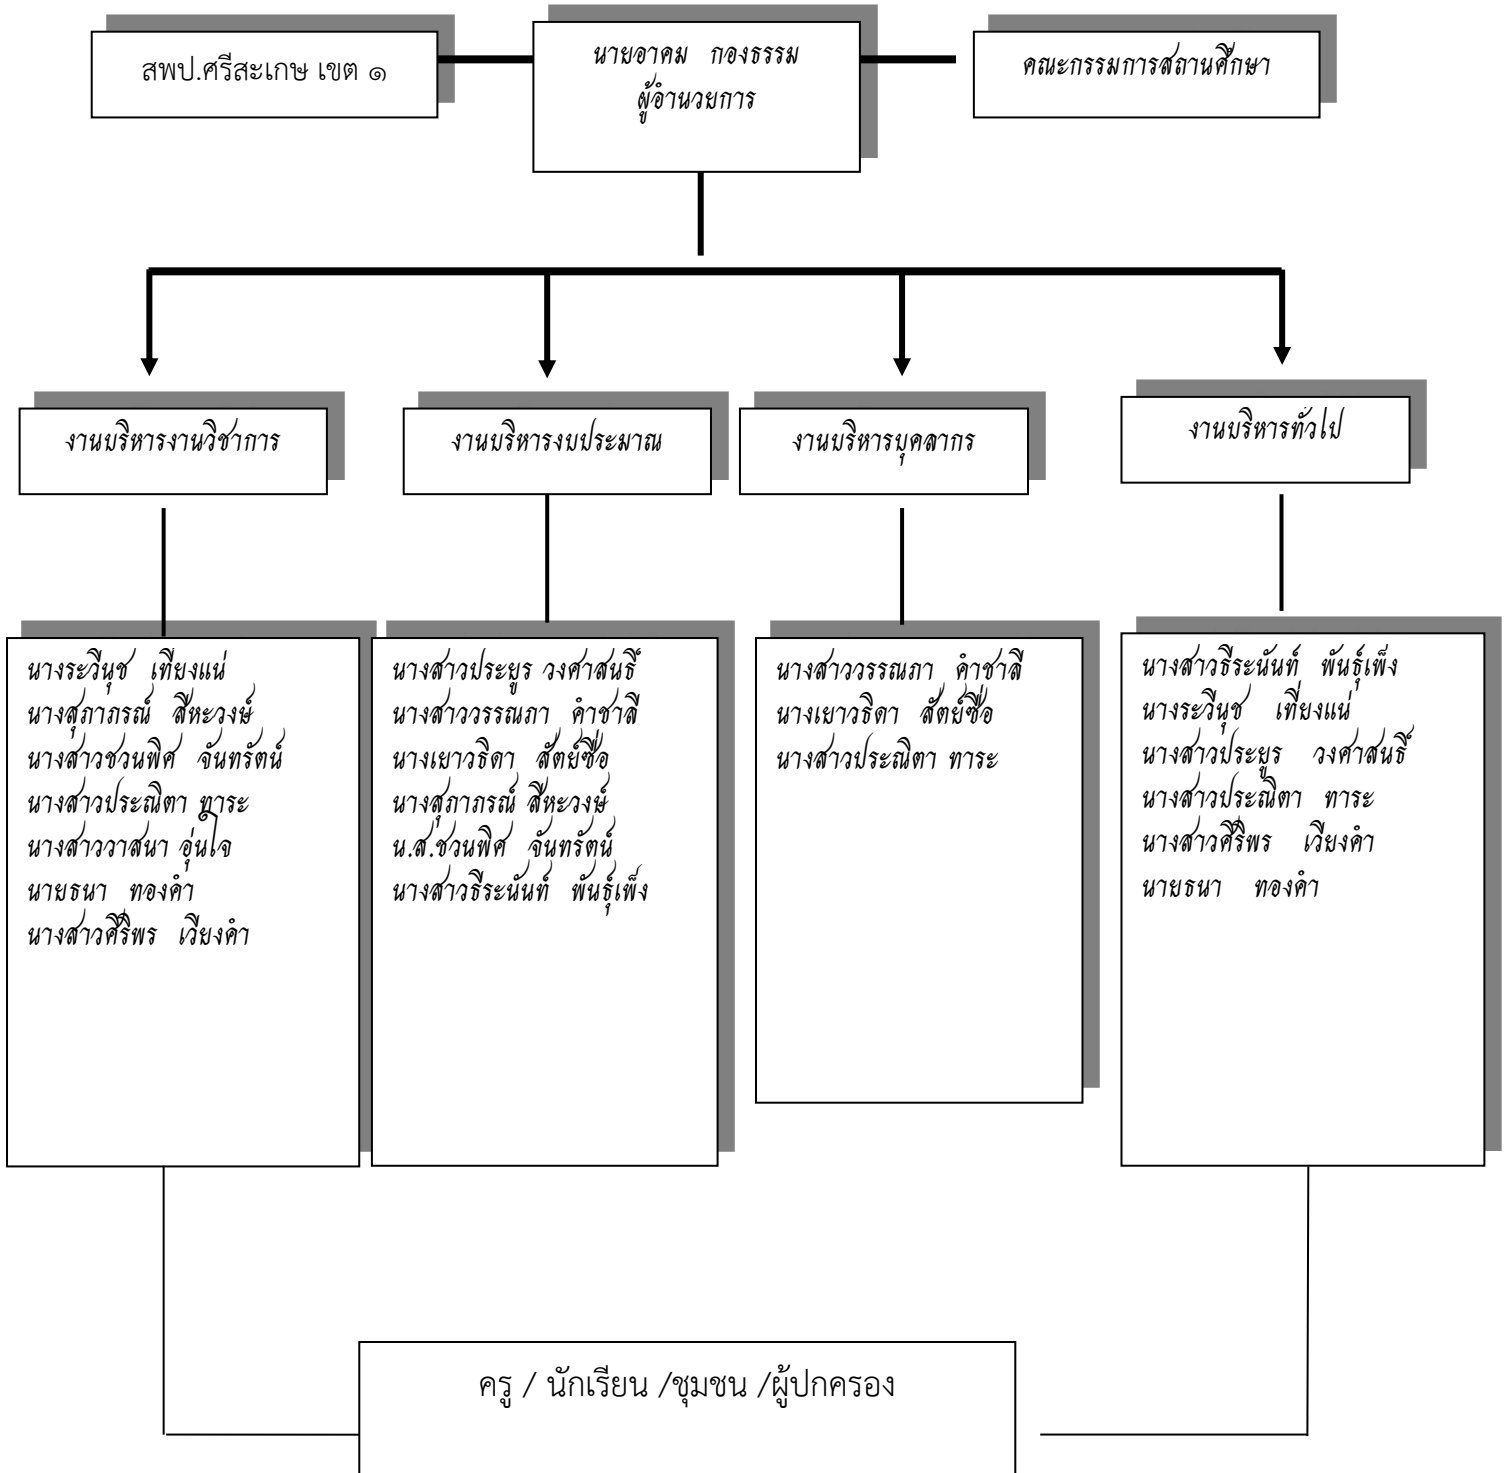 สพป.ศรีสะเกษ เขต ๑
นายอาคม กองธรรม
ผู้อำนวยการ
คณะกรรมการสถานศึกษา
งานบริหารงานวิชาการ
งานบริหารงบประมาณ
งานบริหารบุคลากร
งานบริหารทั่วไป
นางระวีนุช เที่ยงแน่
นางสุภาภรณ์ สีหะวงษ์
นางสาวชวนพิศ จันทรัตน์
นางสาวประณิตา ทาระ
นางสาววาสนา อุ่นใจ
นายธนา ทองคำ
นางสาวศิริพร เวียงคำ
นางสาวประยูร วงศาสนธิ์
นางสาววรรณภา คำชาลี
นางเยาวธิดา สัตย์ซื่อ
นางสุภาภรณ์ สีหะวงษ์
น.ส.ชวนพิศ จันทรัตน์
นางสาวธีระนันท์ พันธุ์เพ็ง
นางสาววรรณภา คำชาลี
นางเยาวธิดา สัตย์ซื่อ
นางสาวประณิตา ทาระ
นางสาวธีระนันท์ พันธุ์เพ็ง
นางระวีนุช เที่ยงแน่
นางสาวประยูร วงศาสนธิ์
นางสาวประณิตา ทาระ
นางสาวศิริพร เวียงคำ
นายธนา ทองคำ
ครู / นักเรียน /ชุมชน /ผู้ปกครอง